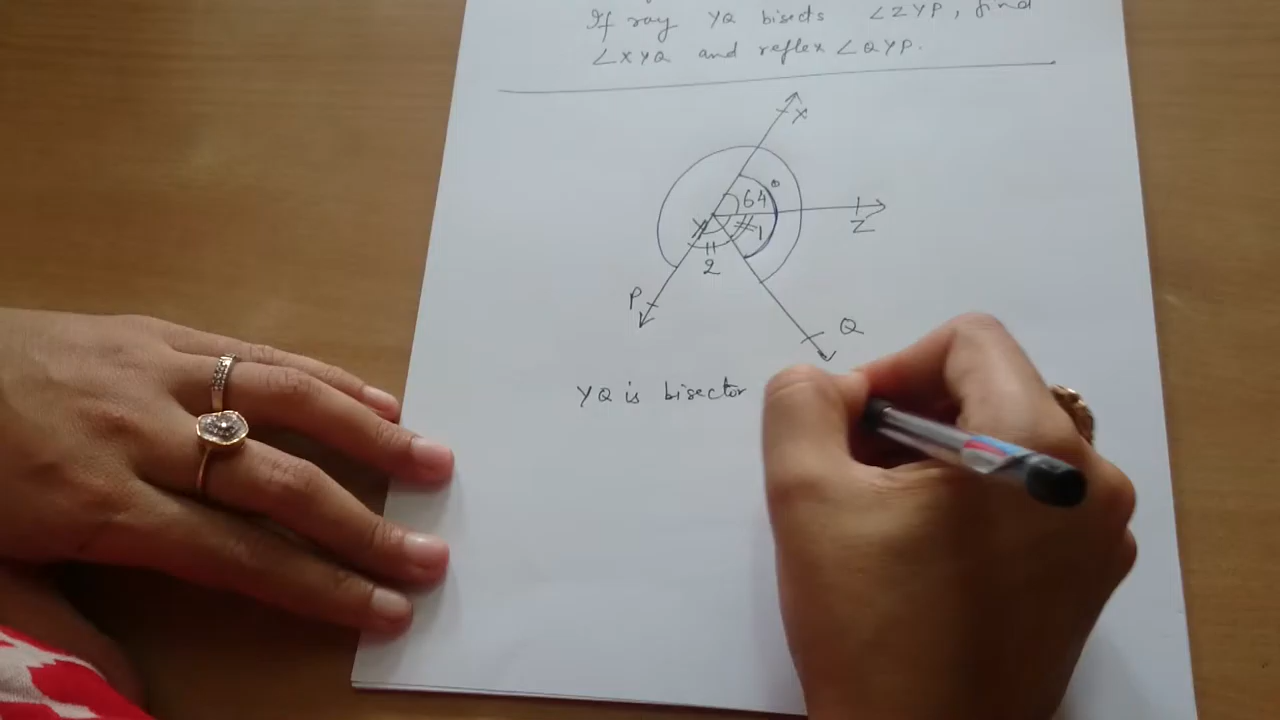 If ray YQ bisects ∠ZYP, find
∠XYQ and reflex ∠QYP.
X
64°
Z
Y
1
2
P
Q
YQ is bisector